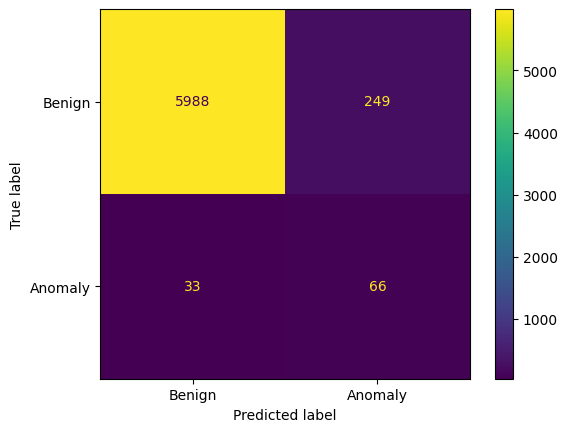 Benign
5988
249
Anomaly
33
66
Benign
Anomaly
Predicted label
True label
5000
4000
3000
2000
1000